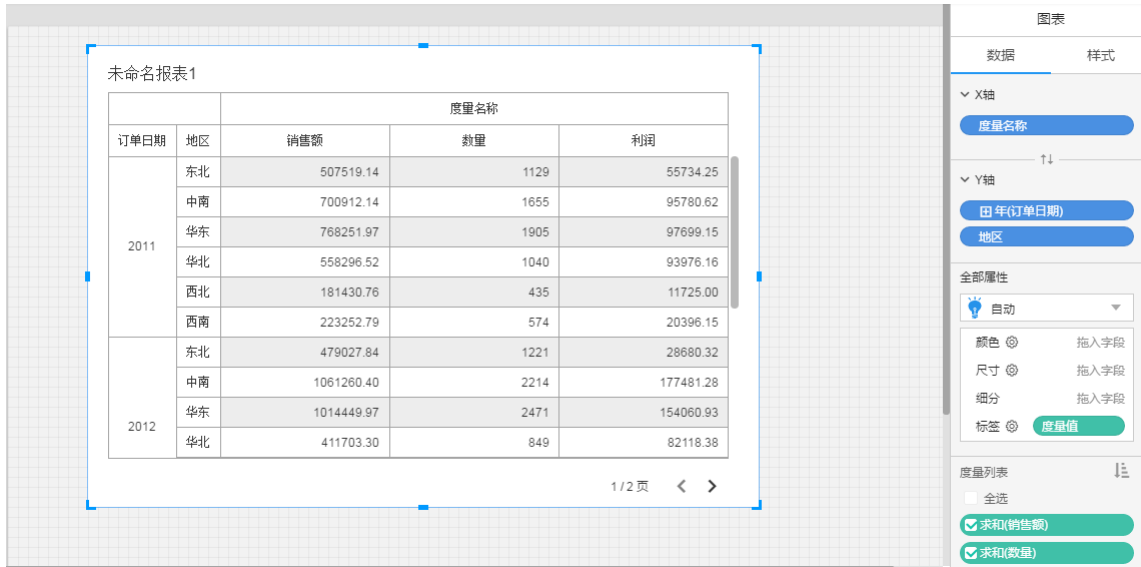 未命名报表1
度量名称
订单日期 地区 销售额 数量 利润
2011
东北 507519.14 1129 55734.25
中南 700912.14 1655 95780.62
华东 768251.97 1905 97699.15
华北 558296.52 1040 93976.16
西北 181430.76 435 11725.00
西南 223252.79 574 20396.15
2012
东北 479027.84 1221 28680.32
中南 1061260.40 2214 177481.28
华东 1014449.97 2471 154060.93
华北 411703.30 849 82118.38
1 / 2 页
图表
数据 样式
X轴
度量名称
Y轴
年(订单日期)
地区
全部属性
自动
颜色 拖入字段
尺寸 拖入字段
细分 拖入字段
标签 度量值
度量列表
全选
求和(销售额)
求和(数量)